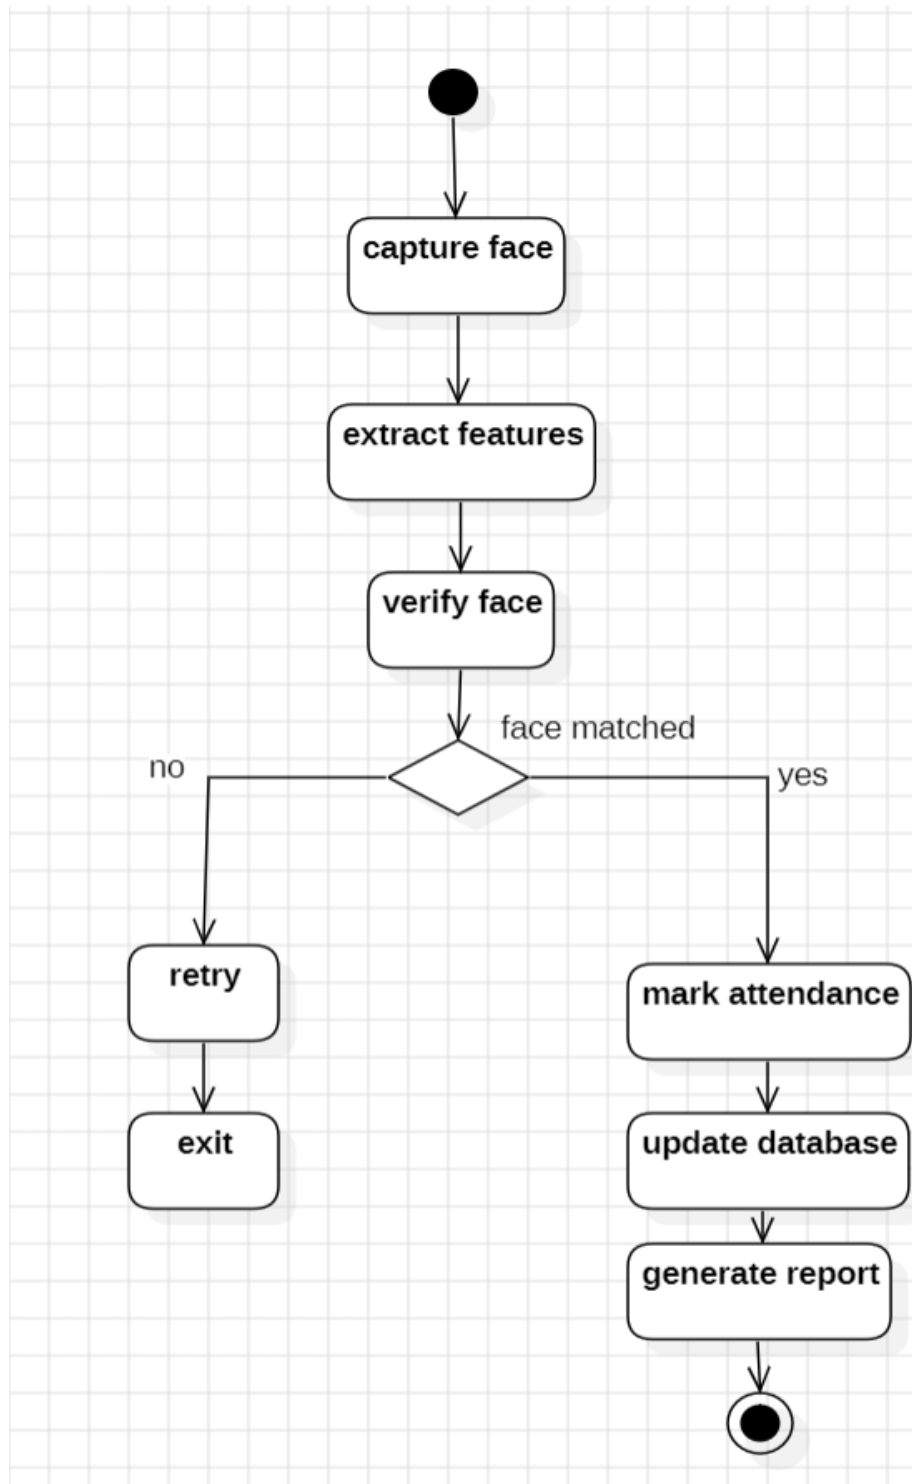 capture face
extract features
verify face
face matched
no
yes
retry
mark attendance
exit
update database
generate report